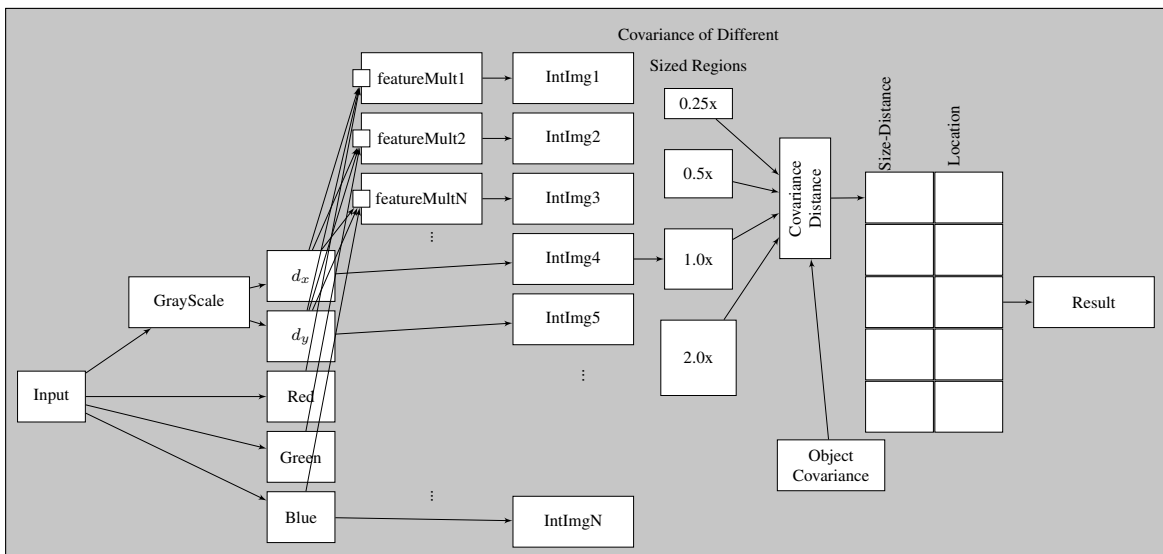 Covariance of Different
Sized Regions
featureMult1
IntImg1
0.25x
featureMult2
IntImg2
Size-Distance
Location
0.5x
Covariance
Distance
featureMultN
IntImg3
⋮
d_x
IntImg4
1.0x
GrayScale
Result
d_y
IntImg5
2.0x
⋮
Input
Red
Green
Object
Covariance
⋮
Blue
IntImgN